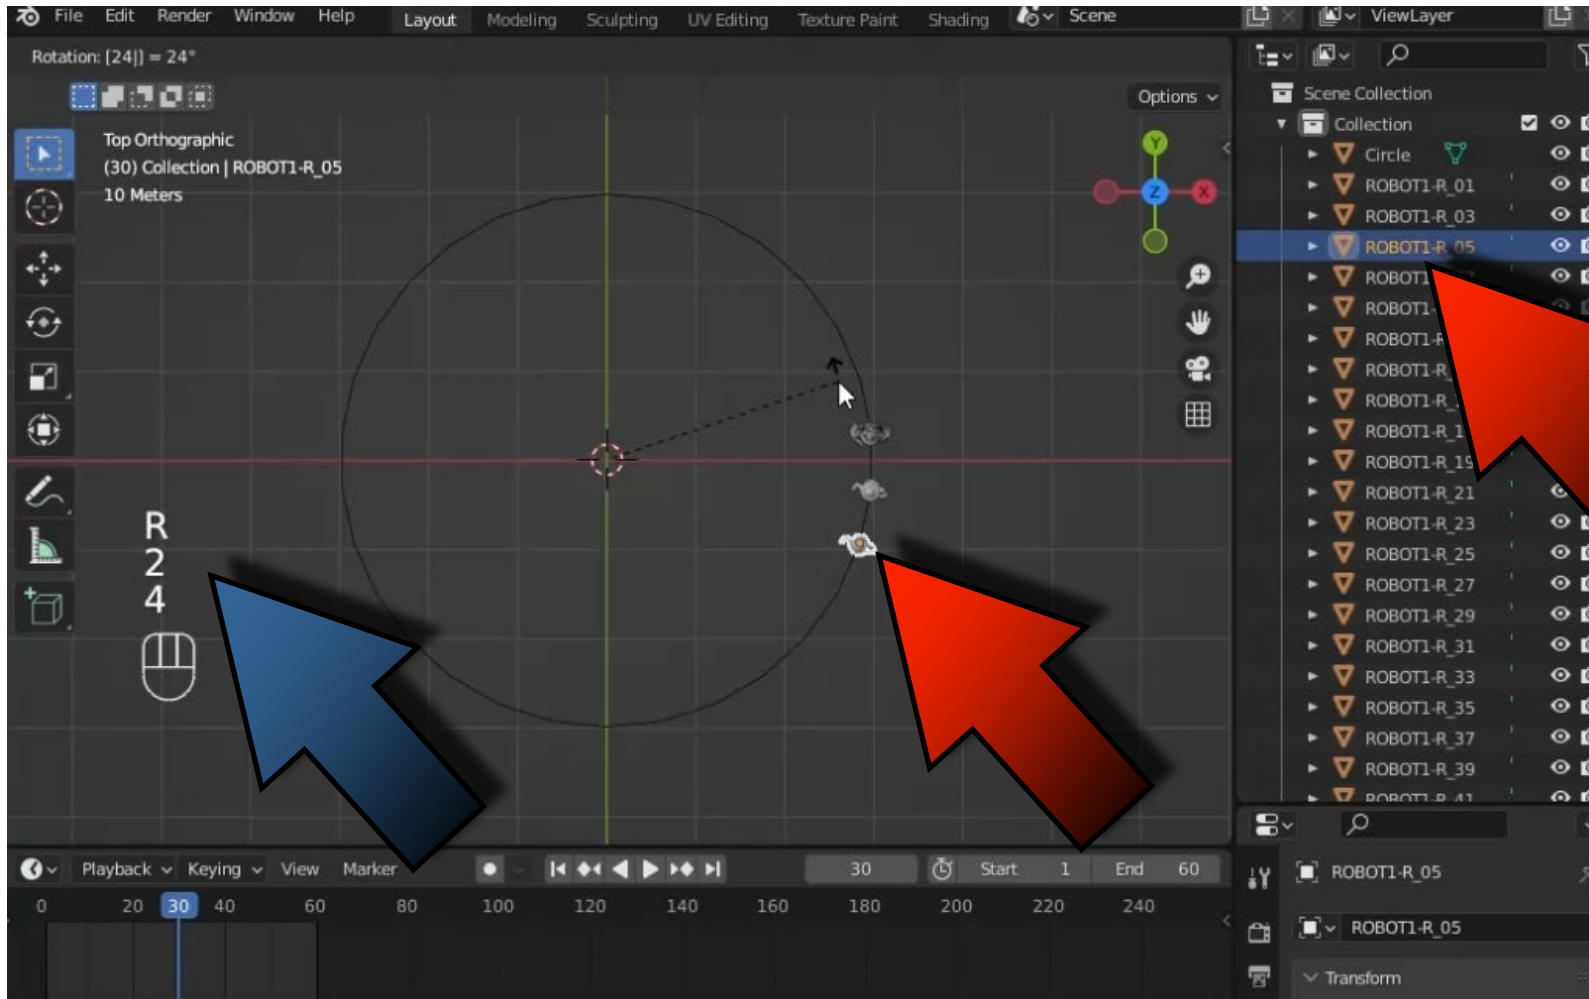 File Edit Render Window Help Layout Modeling Sculpting UV Editing Texture Paint Shading Scene ViewLayer
Rotation: [24|] = 24°
Options
Top Orthographic
(30) Collection | ROBOT1-R_05
10 Meters
Y
X
Z
R
2
4
Scene Collection
Collection
Circle
ROBOT1-R_01
ROBOT1-R_03
ROBOT1-R_05
ROBOT1-R_19
ROBOT1-R_21
ROBOT1-R_23
ROBOT1-R_25
ROBOT1-R_27
ROBOT1-R_29
ROBOT1-R_31
ROBOT1-R_33
ROBOT1-R_35
ROBOT1-R_37
ROBOT1-R_39
ROBOT1-R_41
Playback Keying View Marker 30 Start 1 End 60
0 20 30 40 60 80 100 120 140 160 180 200 220 240
ROBOT1-R_05
ROBOT1-R_05
Transform